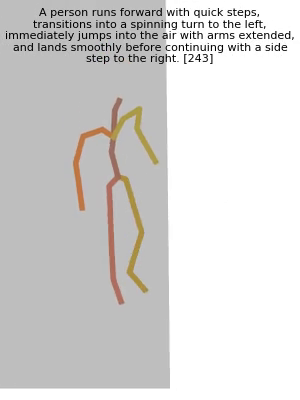 A person runs forward with quick steps,
transitions into a spinning turn to the left,
immediately jumps into the air with arms extended,
and lands smoothly before continuing with a side
step to the right. [243]